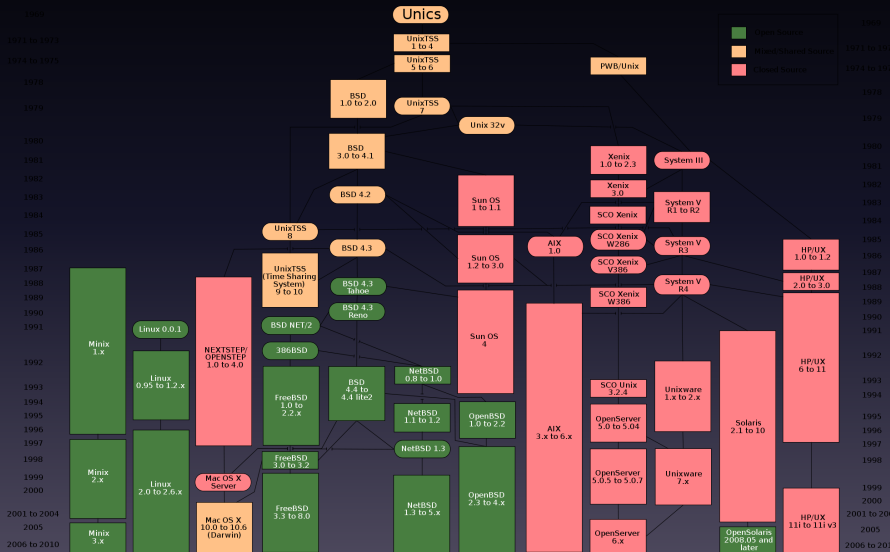 Unics
1969
Open Source
Mixed/Shared Source
Closed Source
UnixTSS
1 to 4
1971 to 1973
UnixTSS
5 to 6
PWB/Unix
1974 to 1975
1978
BSD
1.0 to 2.0
UnixTSS
7
1979
Unix 32v
1980
BSD
3.0 to 4.1
Xenix
1.0 to 2.3
System III
1981
1982
Xenix
3.0
BSD 4.2
Sun OS
1 to 1.1
System V
R1 to R2
1983
SCO Xenix
1984
UnixTSS
8
1985
SCO Xenix
W286
AIX
1.0
System V
R3
BSD 4.3
HP/UX
1.0 to 1.2
1986
UnixTSS
(Time Sharing
System)
9 to 10
Sun OS
1.2 to 3.0
SCO Xenix
V386
1987
HP/UX
2.0 to 3.0
BSD 4.3
Tahoe
System V
R4
1988
SCO Xenix
W386
1989
BSD 4.3
Reno
1990
BSD NET/2
Linux 0.0.1
1991
Sun OS
4
Minix
1.x
386BSD
NEXTSTEP/
OPENSTEP
1.0 to 4.0
HP/UX
6 to 11
1992
NetBSD
0.8 to 1.0
Linux
0.95 to 1.2.x
BSD
4.4 to
4.4 lite2
SCO Unix
3.2.4
Unixware
1.x to 2.x
1993
1994
FreeBSD
1.0 to
2.2.x
NetBSD
1.1 to 1.2
OpenBSD
1.0 to 2.2
OpenServer
5.0 to 5.04
1995
Solaris
2.1 to 10
1996
AIX
3.x to 6.x
1997
NetBSD 1.3
1998
FreeBSD
3.0 to 3.2
Minix
2.x
Mac OS X
Server
Linux
2.0 to 2.6.x
OpenBSD
2.3 to 4.x
OpenServer
5.0.5 to 5.0.7
Unixware
7.x
1999
2000
FreeBSD
3.3 to 8.0
NetBSD
1.3 to 5.x
2001 to 2004
Mac OS X
10.0 to 10.6
(Darwin)
HP/UX
11i to 11i v3
2005
Minix
3.x
OpenServer
6.x
OpenSolaris
2008.05 and
later
2006 to 2010